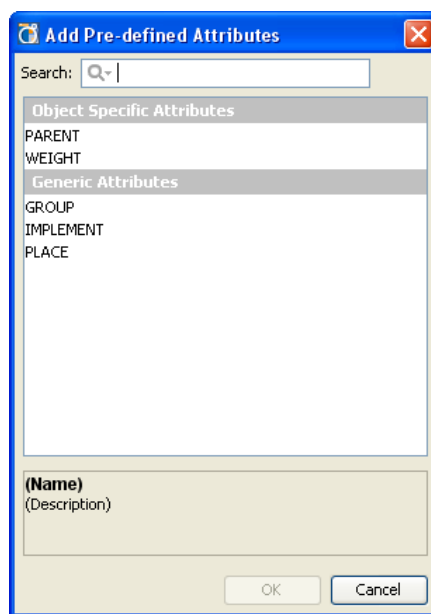 Add Pre-defined Attributes
Search:
Object Specific Attributes
PARENT
WEIGHT
Generic Attributes
GROUP
IMPLEMENT
PLACE
(Name)
(Description)
OK Cancel